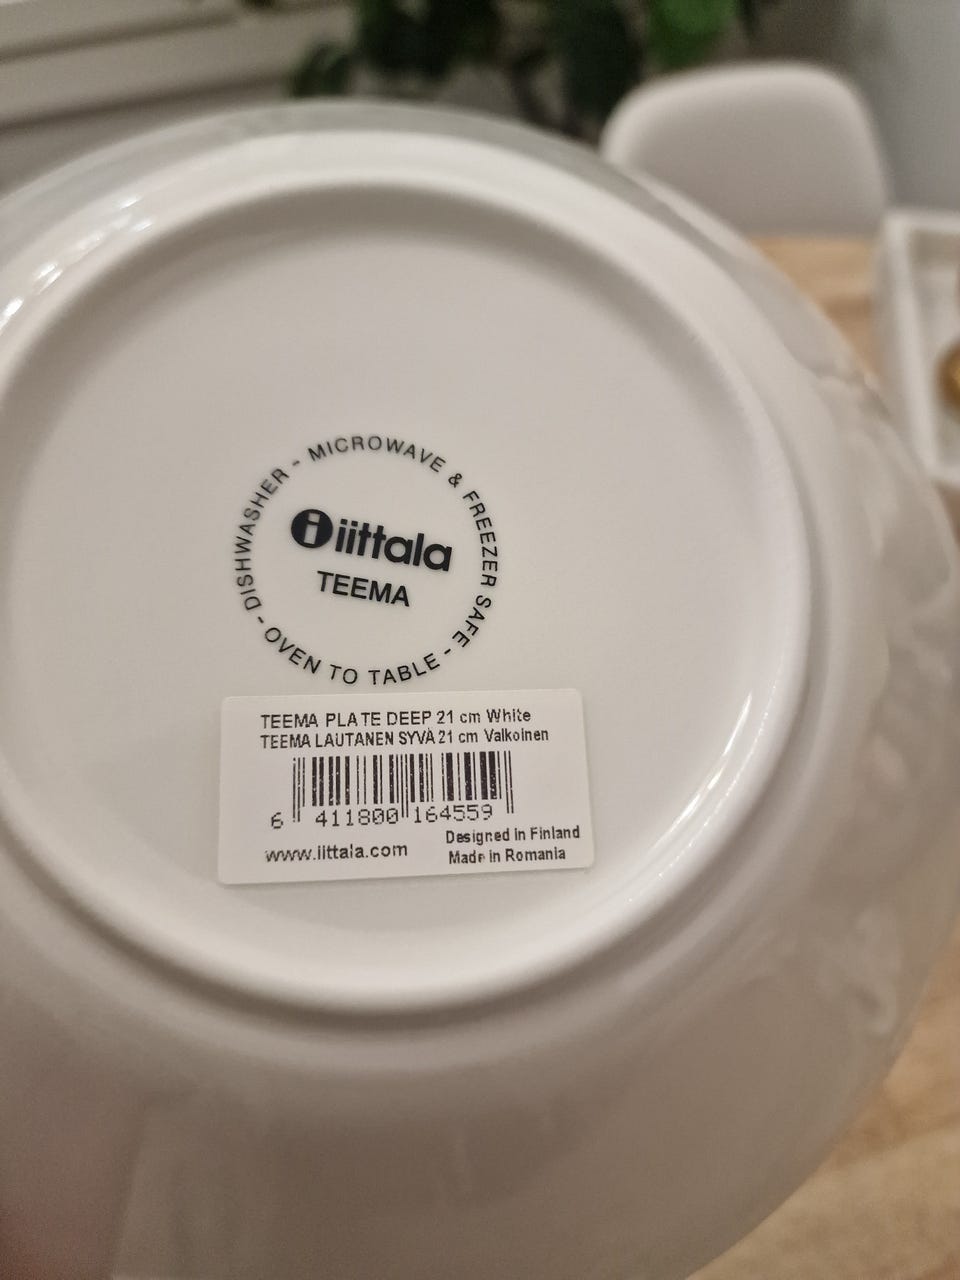 DISHWASHER - MICROWAVE & FREEZER SAFE - OVEN TO TABLE -
i iittala
TEEMA
TEEMA PLATE DEEP 21 cm White
TEEMA LAUTANEN SYVÄ 21 cm Valkoinen
6 411800 164559
Designed in Finland
www.iittala.com Made in Romania